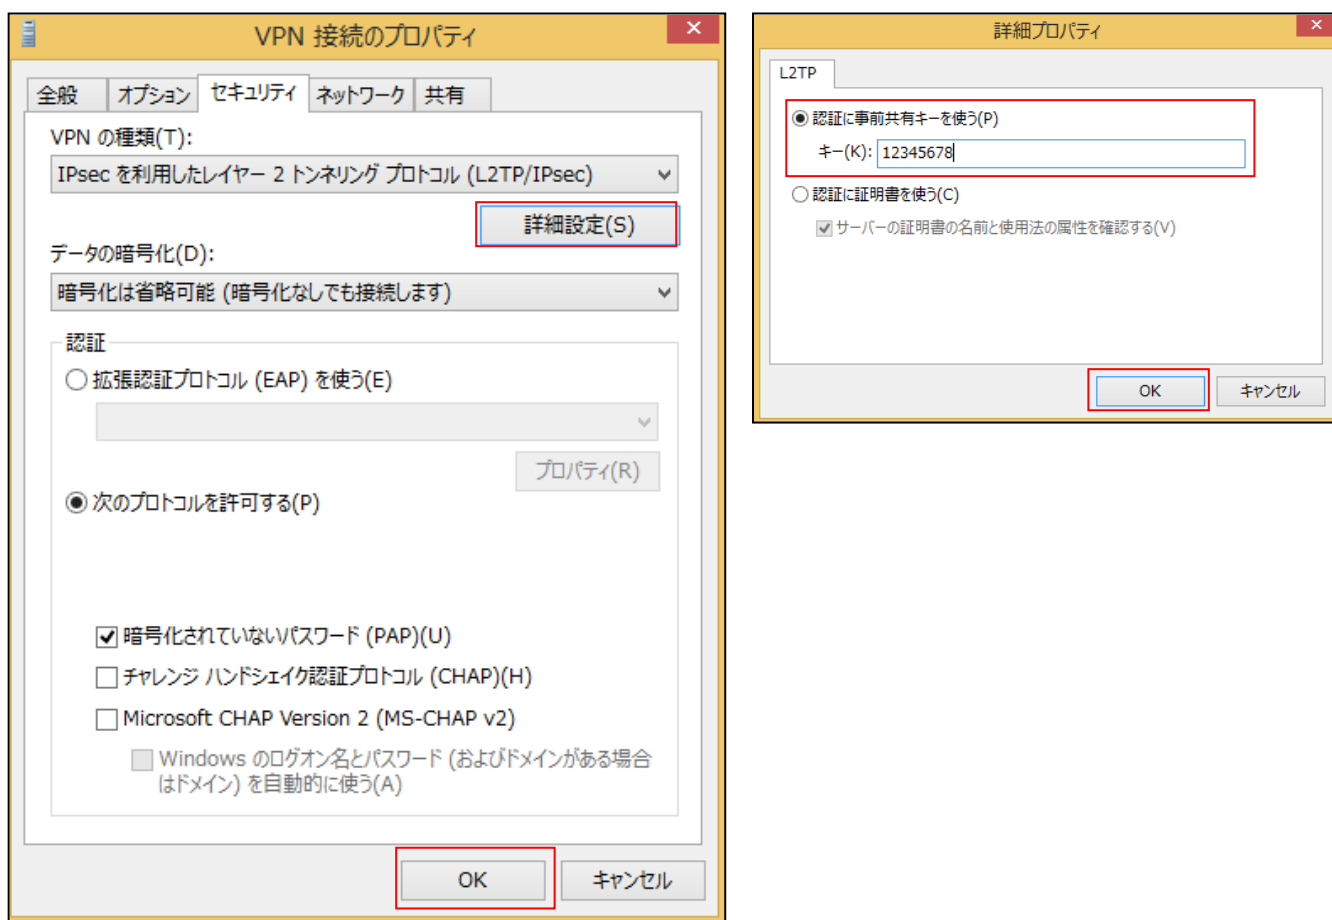 VPN 接続のプロパティ
全般
オプション
セキュリティ
ネットワーク
共有
VPN の種類(T):
IPsec を利用したレイヤー 2 トンネリング プロトコル (L2TP/IPsec)
詳細設定(S)
データの暗号化(D):
暗号化は省略可能 (暗号化なしでも接続します)
認証
拡張認証プロトコル (EAP) を使う(E)
プロパティ(R)
次のプロトコルを許可する(P)
暗号化されていないパスワード (PAP)(U)
チャレンジ ハンドシェイク認証プロトコル (CHAP)(H)
Microsoft CHAP Version 2 (MS-CHAP v2)
Windows のログオン名とパスワード (およびドメインがある場合
はドメイン) を自動的に使う(A)
OK
キャンセル
詳細プロパティ
L2TP
認証に事前共有キーを使う(P)
キー(K): 12345678
認証に証明書を使う(C)
サーバーの証明書の名前と使用法の属性を確認する(V)
OK
キャンセル